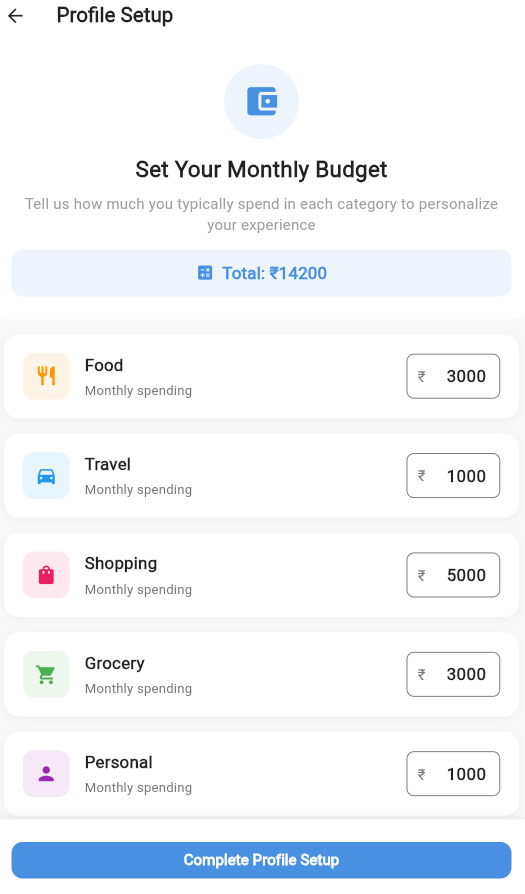 Profile Setup
Set Your Monthly Budget
Tell us how much you typically spend in each category to personalize
your experience
Total: ₹14200
Food
Monthly spending
₹ 3000
Travel
Monthly spending
₹ 1000
Shopping
Monthly spending
₹ 5000
Grocery
Monthly spending
₹ 3000
Personal
Monthly spending
₹ 1000
Complete Profile Setup